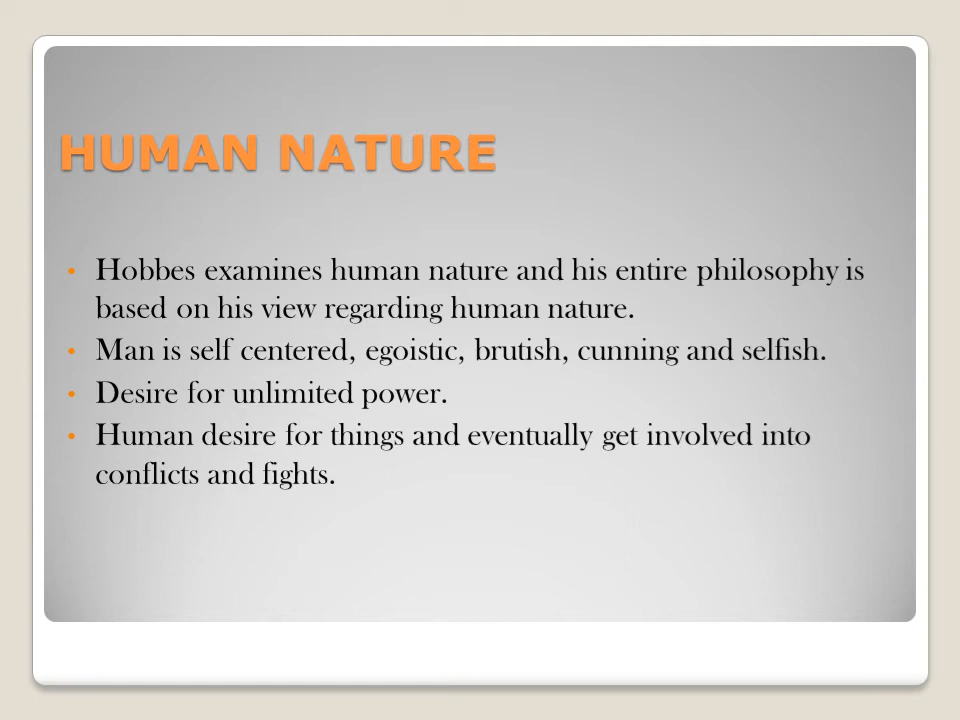 HUMAN NATURE
• Hobbes examines human nature and his entire philosophy is
based on his view regarding human nature.
• Man is self centered, egoistic, brutish, cunning and selfish.
• Desire for unlimited power.
• Human desire for things and eventually get involved into
conflicts and fights.